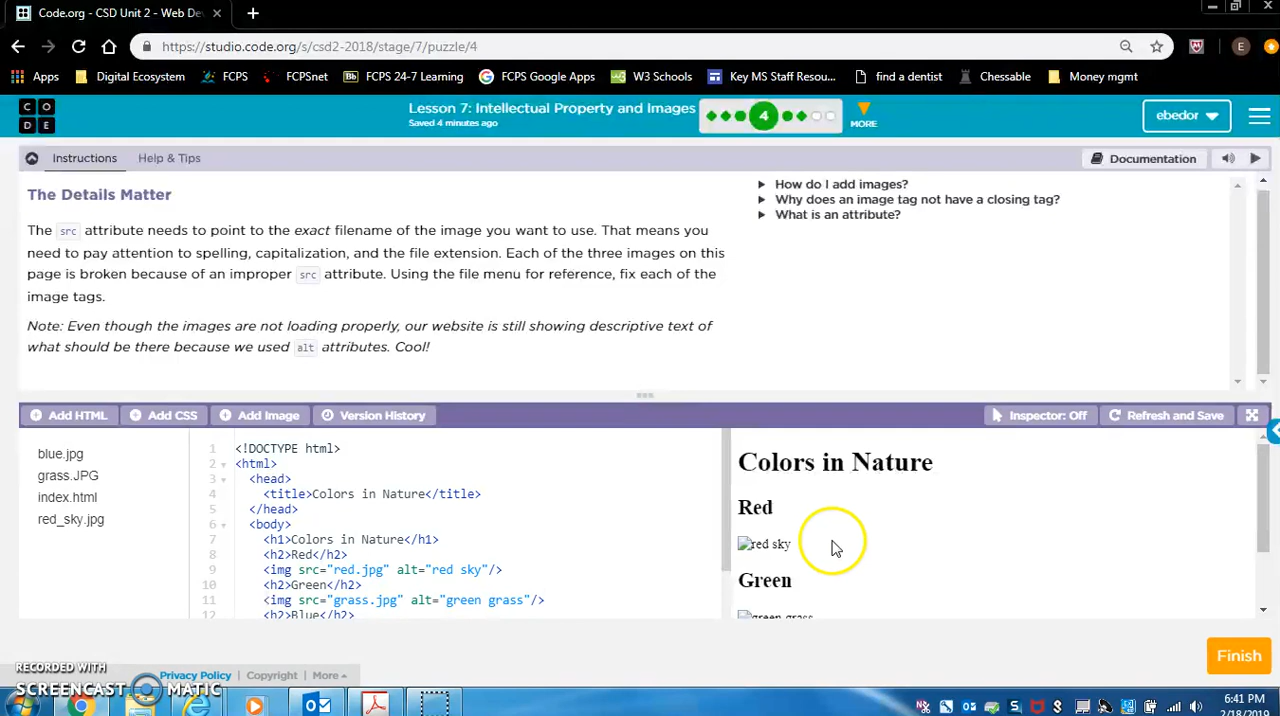 Code.org - CSD Unit 2 - Web De
https://studio.code.org/s/csd2-2018/stage/7/puzzle/4
E
Apps Digital Ecosystem FCPS FCPSnet Bb FCPS 24-7 Learning FCPS Google Apps W3 Schools Key MS Staff Resou... find a dentist Chessable Money mgmt
CODE
Lesson 7: Intellectual Property and Images
Saved 4 minutes ago
4
MORE
ebedor
Instructions Help & Tips Documentation
The Details Matter
The src attribute needs to point to the exact filename of the image you want to use. That means you
need to pay attention to spelling, capitalization, and the file extension. Each of the three images on this
page is broken because of an improper src attribute. Using the file menu for reference, fix each of the
image tags.
Note: Even though the images are not loading properly, our website is still showing descriptive text of
what should be there because we used alt attributes. Cool!
How do I add images?
Why does an image tag not have a closing tag?
What is an attribute?
Add HTML Add CSS Add Image Version History Inspector: Off Refresh and Save
blue.jpg
grass.JPG
index.html
red_sky.jpg
1 <!DOCTYPE html>
2 <html>
3 <head>
4 <title>Colors in Nature</title>
5 </head>
6 <body>
7 <h1>Colors in Nature</h1>
8 <h2>Red</h2>
9 <img src="red.jpg" alt="red sky"/>
10 <h2>Green</h2>
11 <img src="grass.jpg" alt="green grass"/>
12 <h2>Blue</h2>
Colors in Nature
Red
red sky
Green
green grass
Finish
Privacy Policy Copyright More
RECORDED WITH
SCREENCAST MATIC
6:41 PM
2/18/2019